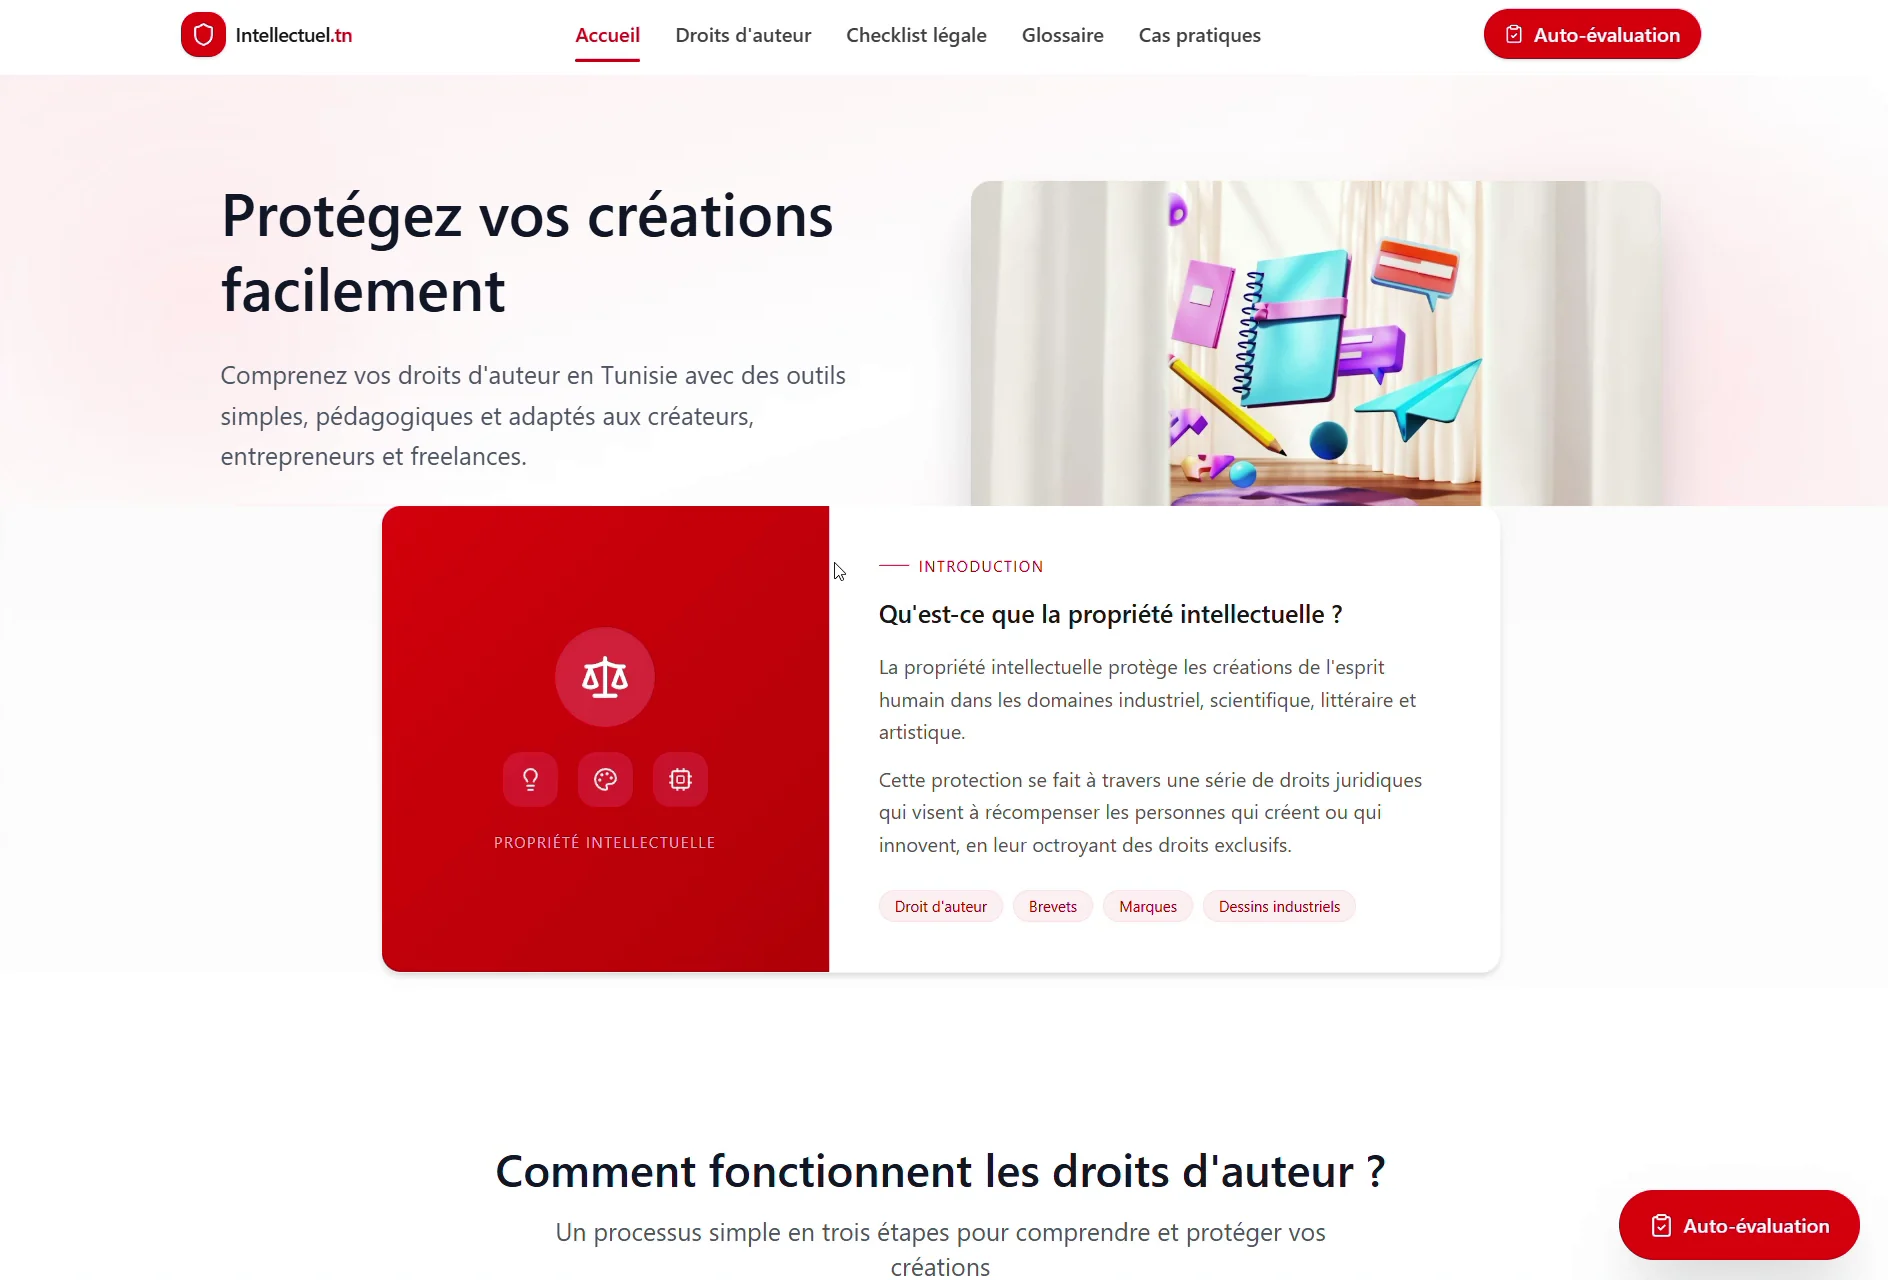 Intellectuel.tn
Accueil
Droits d'auteur
Checklist légale
Glossaire
Cas pratiques
Auto-évaluation
Protégez vos créations
facilement
Comprenez vos droits d'auteur en Tunisie avec des outils
simples, pédagogiques et adaptés aux créateurs,
entrepreneurs et freelances.
PROPRIÉTÉ INTELLECTUELLE
INTRODUCTION
Qu'est-ce que la propriété intellectuelle ?
La propriété intellectuelle protège les créations de l'esprit
humain dans les domaines industriel, scientifique, littéraire et
artistique.
Cette protection se fait à travers une série de droits juridiques
qui visent à récompenser les personnes qui créent ou qui
innovent, en leur octroyant des droits exclusifs.
Droit d'auteur
Brevets
Marques
Dessins industriels
Comment fonctionnent les droits d'auteur ?
Un processus simple en trois étapes pour comprendre et protéger vos
créations
Auto-évaluation